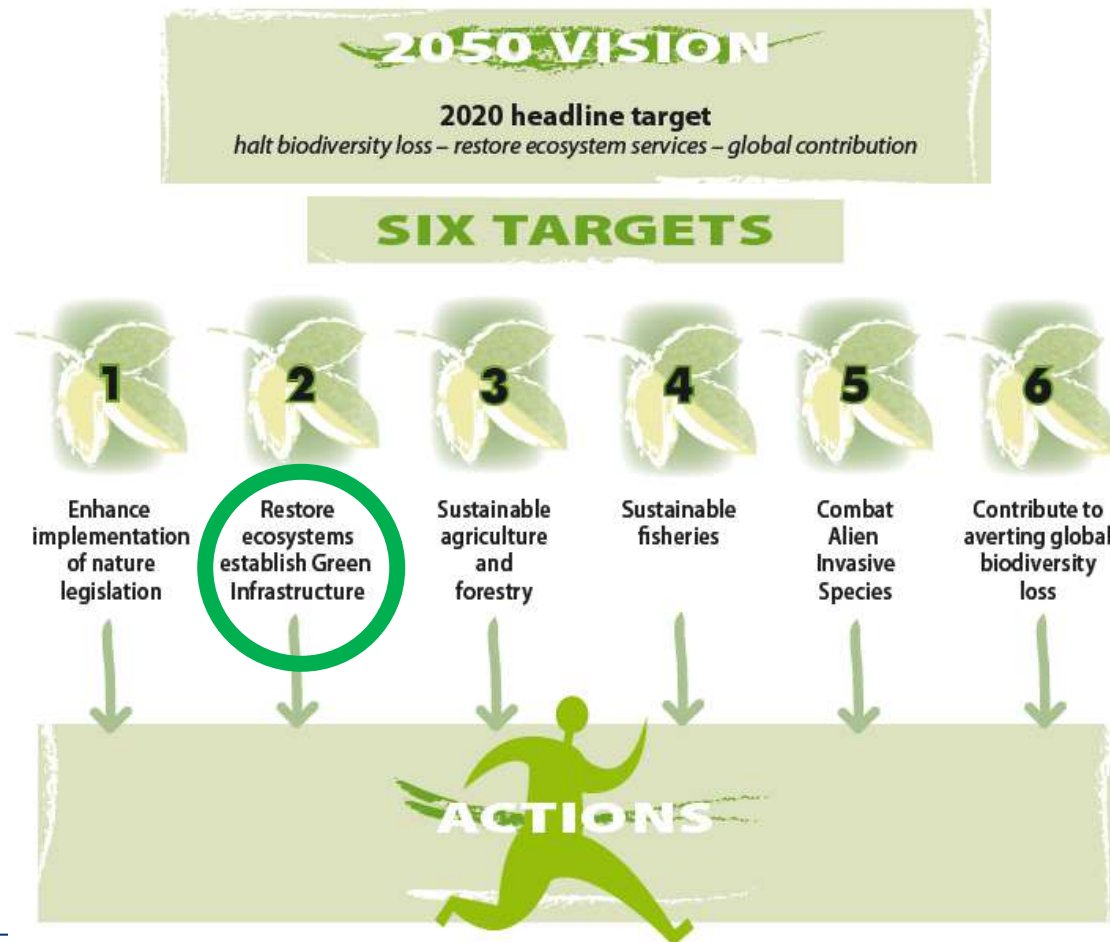 2050 VISION
2020 headline target
halt biodiversity loss – restore ecosystem services – global contribution
SIX TARGETS
1
Enhance
implementation
of nature
legislation
2
Restore
ecosystems
establish Green
Infrastructure
3
Sustainable
agriculture
and
forestry
4
Sustainable
fisheries
5
Combat
Alien
Invasive
Species
6
Contribute to
averting global
biodiversity
loss
ACTIONS